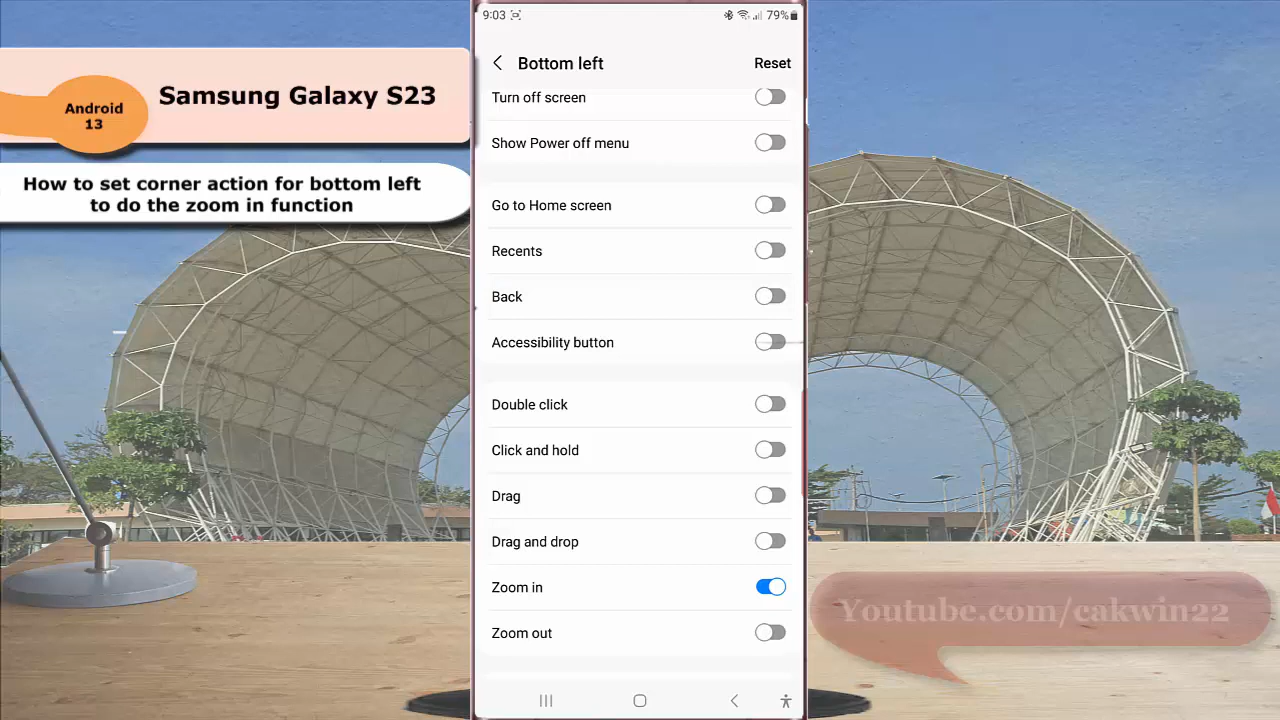 Android
13
Samsung Galaxy S23
How to set corner action for bottom left
to do the zoom in function
9:03
79%
Bottom left
Reset
Turn off screen
Show Power off menu
Go to Home screen
Recents
Back
Accessibility button
Double click
Click and hold
Drag
Drag and drop
Zoom in
Zoom out
Youtube.com/cakwin22